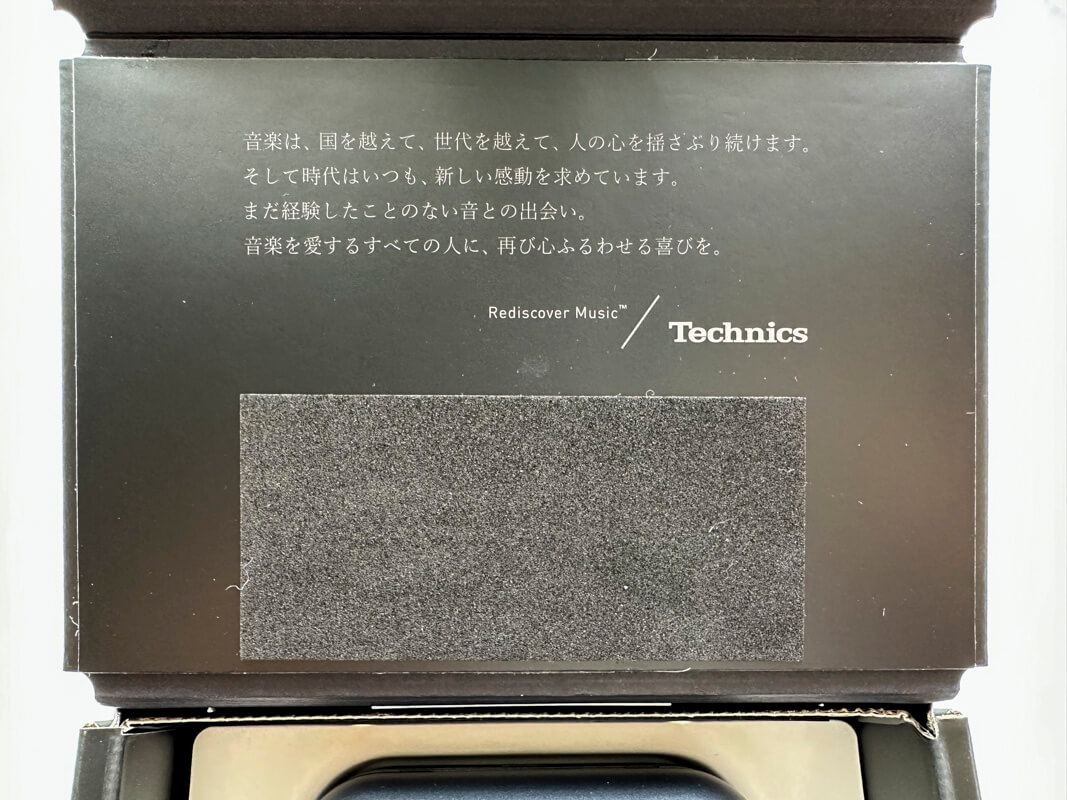 音楽は、国を越えて、世代を越えて、人の心を揺さぶり続けます。
そして時代はいつも、新しい感動を求めています。
まだ経験したことのない音との出会い。
音楽を愛するすべての人に、再び心ふるわせる喜びを。
Rediscover Music™ / Technics